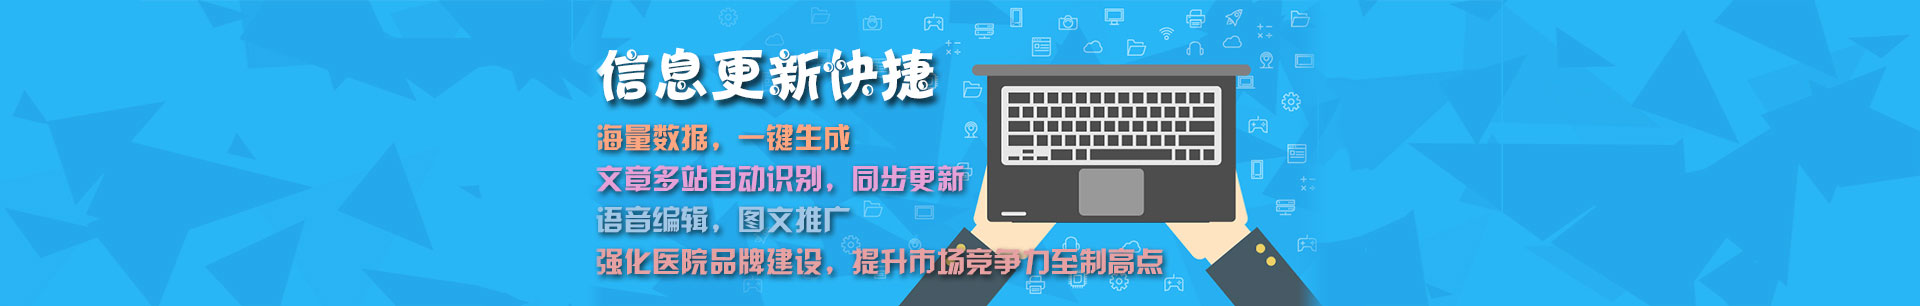 信息更新快捷
海量数据，一键生成
文章多站自动识别，同步更新
语音编辑，图文推广
强化医院品牌建设，提升市场竞争力至制高点